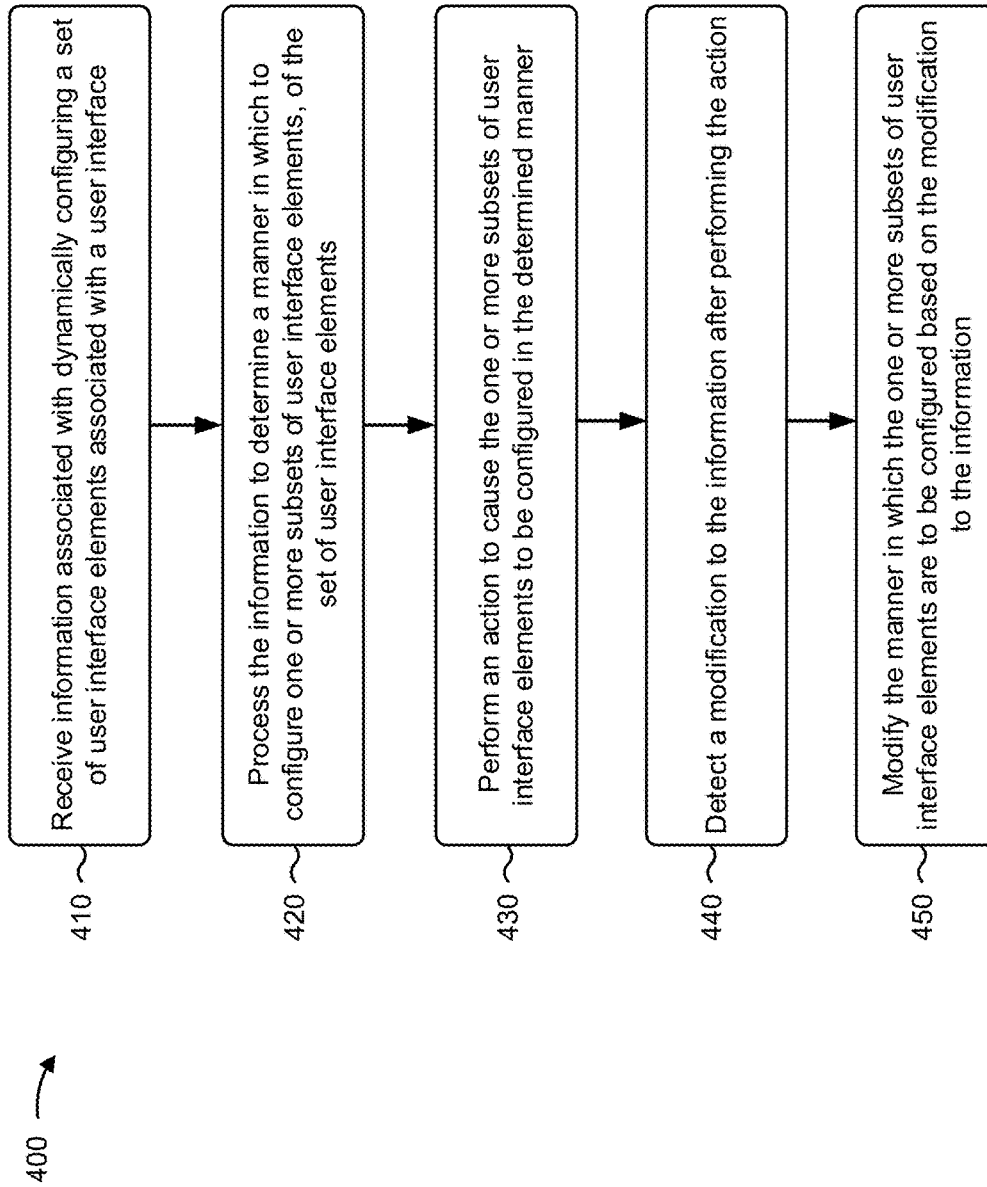 400
410
Receive information associated with dynamically configuring a set
of user interface elements associated with a user interface
420
Process the information to determine a manner in which to
configure one or more subsets of user interface elements, of the
set of user interface elements
430
Perform an action to cause the one or more subsets of user
interface elements to be configured in the determined manner
440
Detect a modification to the information after performing the action
450
Modify the manner in which the one or more subsets of user
interface elements are to be configured based on the modification
to the information